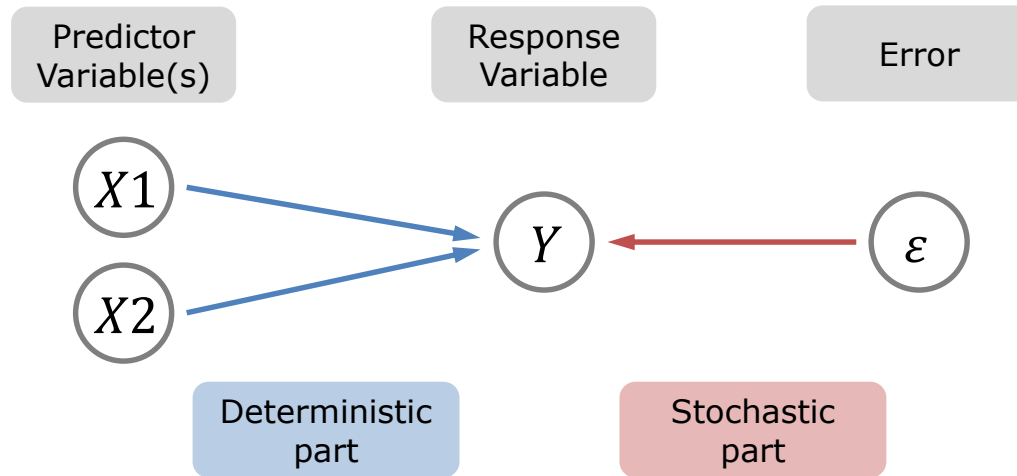 Predictor
Variable(s)
Response
Variable
Error
X1
X2
Y
ε
Deterministic
part
Stochastic
part